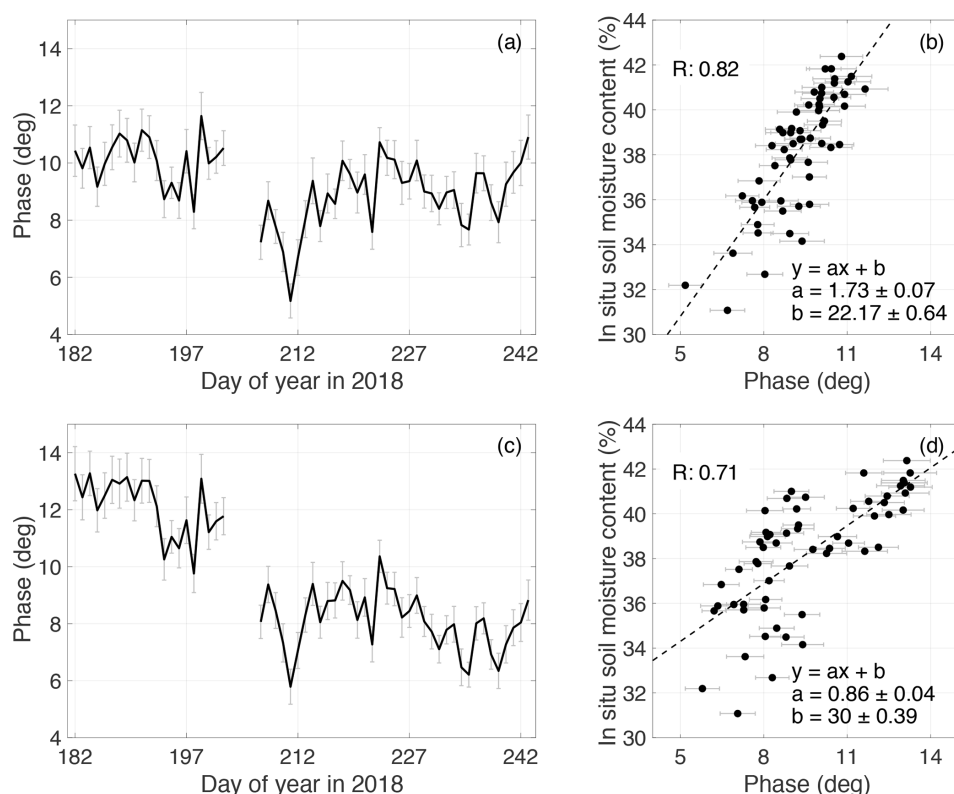 (a)
14
12
10
8
6
4
Phase (deg)
182 197 212 227 242
Day of year in 2018
(b)
R: 0.82
44
42
40
38
36
34
32
30
In situ soil moisture content (%)
y = ax + b
a = 1.73 ± 0.07
b = 22.17 ± 0.64
5 8 11 14
Phase (deg)
(c)
14
12
10
8
6
4
Phase (deg)
182 197 212 227 242
Day of year in 2018
(d)
R: 0.71
44
42
40
38
36
34
32
30
In situ soil moisture content (%)
y = ax + b
a = 0.86 ± 0.04
b = 30 ± 0.39
5 8 11 14
Phase (deg)